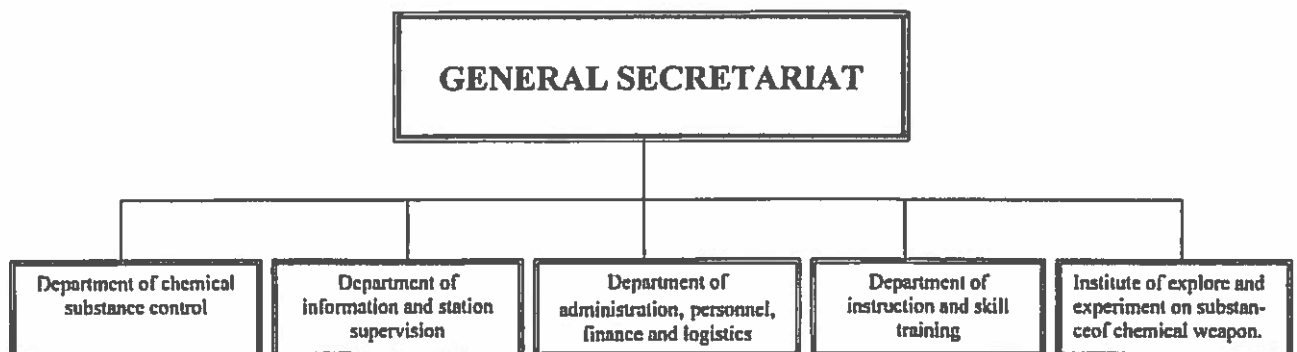 GENERAL SECRETARIAT
Department of chemical
substance control
Department of
information and station
supervision
Department of
administration, personnel,
finance and logistics
Department of
instruction and skill
training
Institute of explore and
experiment on substan-
ceof chemical weapon.